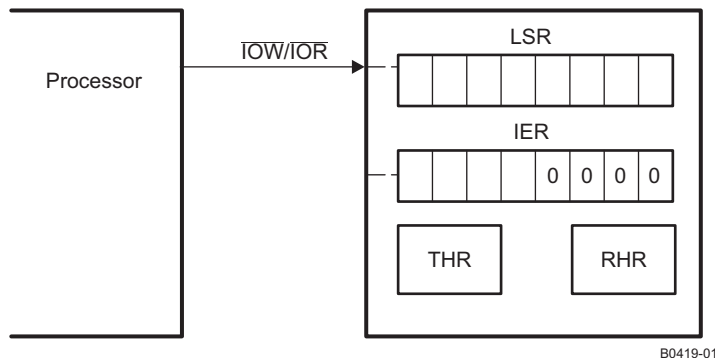 LSR
IOW/IOR
Processor
IER
0 0 0 0
THR
RHR
B0419-01